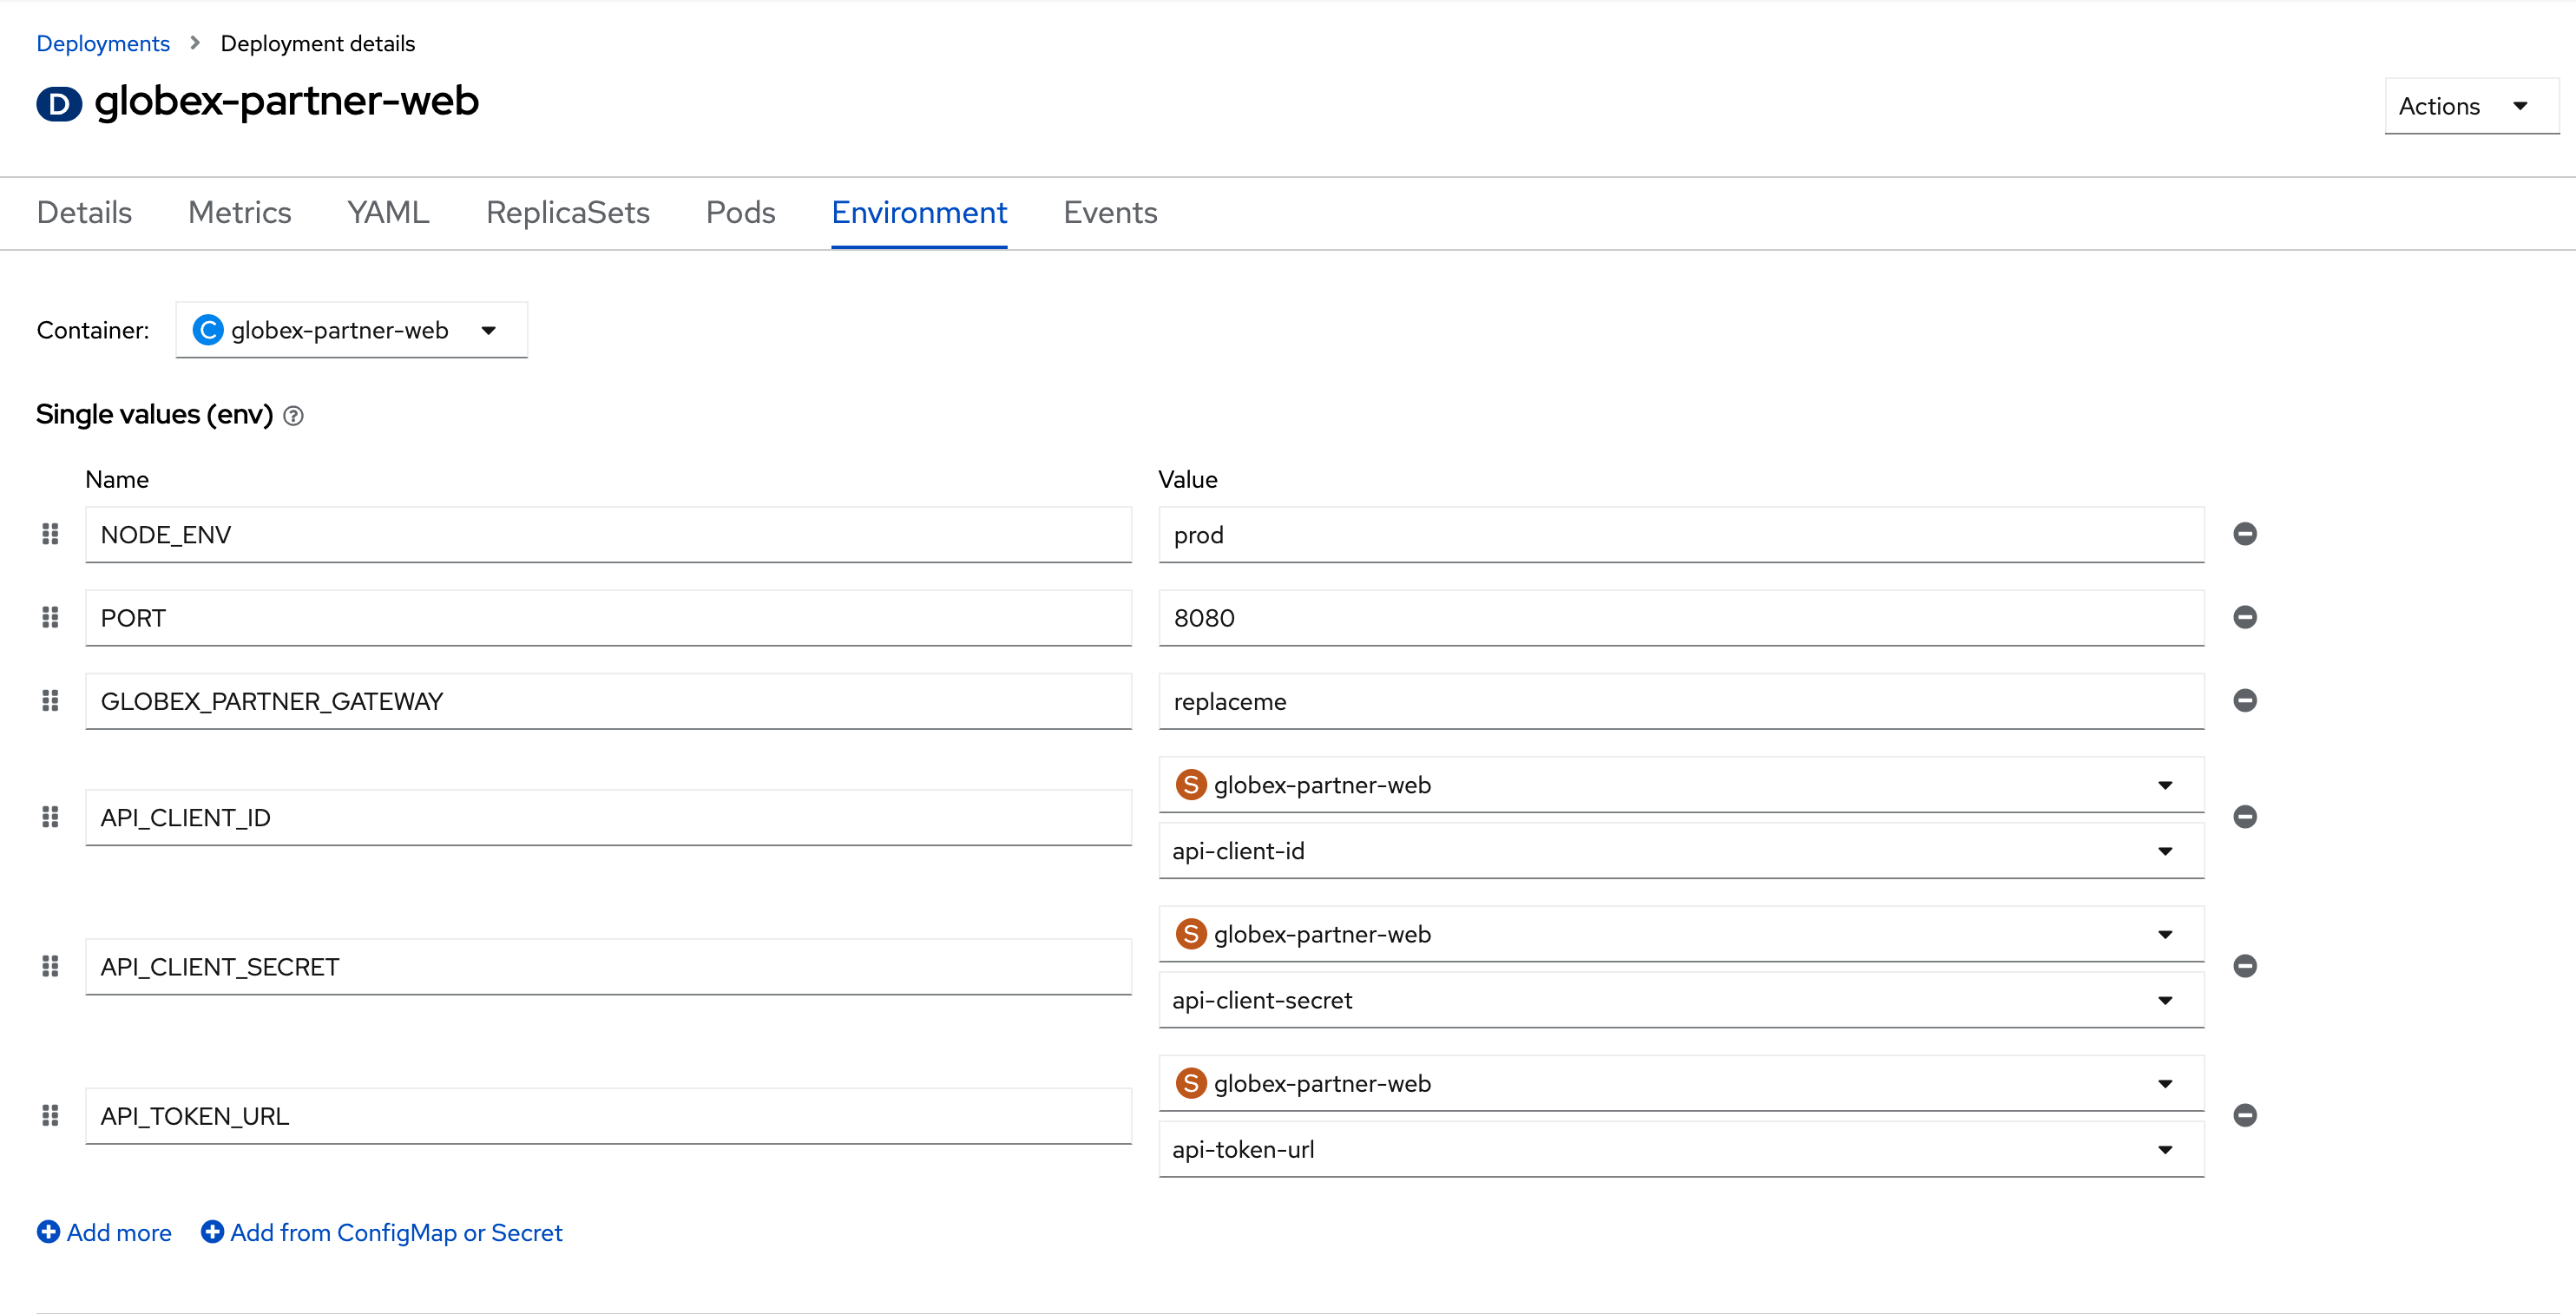 Deployments > Deployment details
D globex-partner-web
Actions
Details Metrics YAML ReplicaSets Pods Environment Events
Container: C globex-partner-web
Single values (env) ?
Name Value
NODE_ENV prod
PORT 8080
GLOBEX_PARTNER_GATEWAY replaceme
S globex-partner-web
API_CLIENT_ID
api-client-id
S globex-partner-web
API_CLIENT_SECRET
api-client-secret
S globex-partner-web
API_TOKEN_URL
api-token-url
Add more Add from ConfigMap or Secret